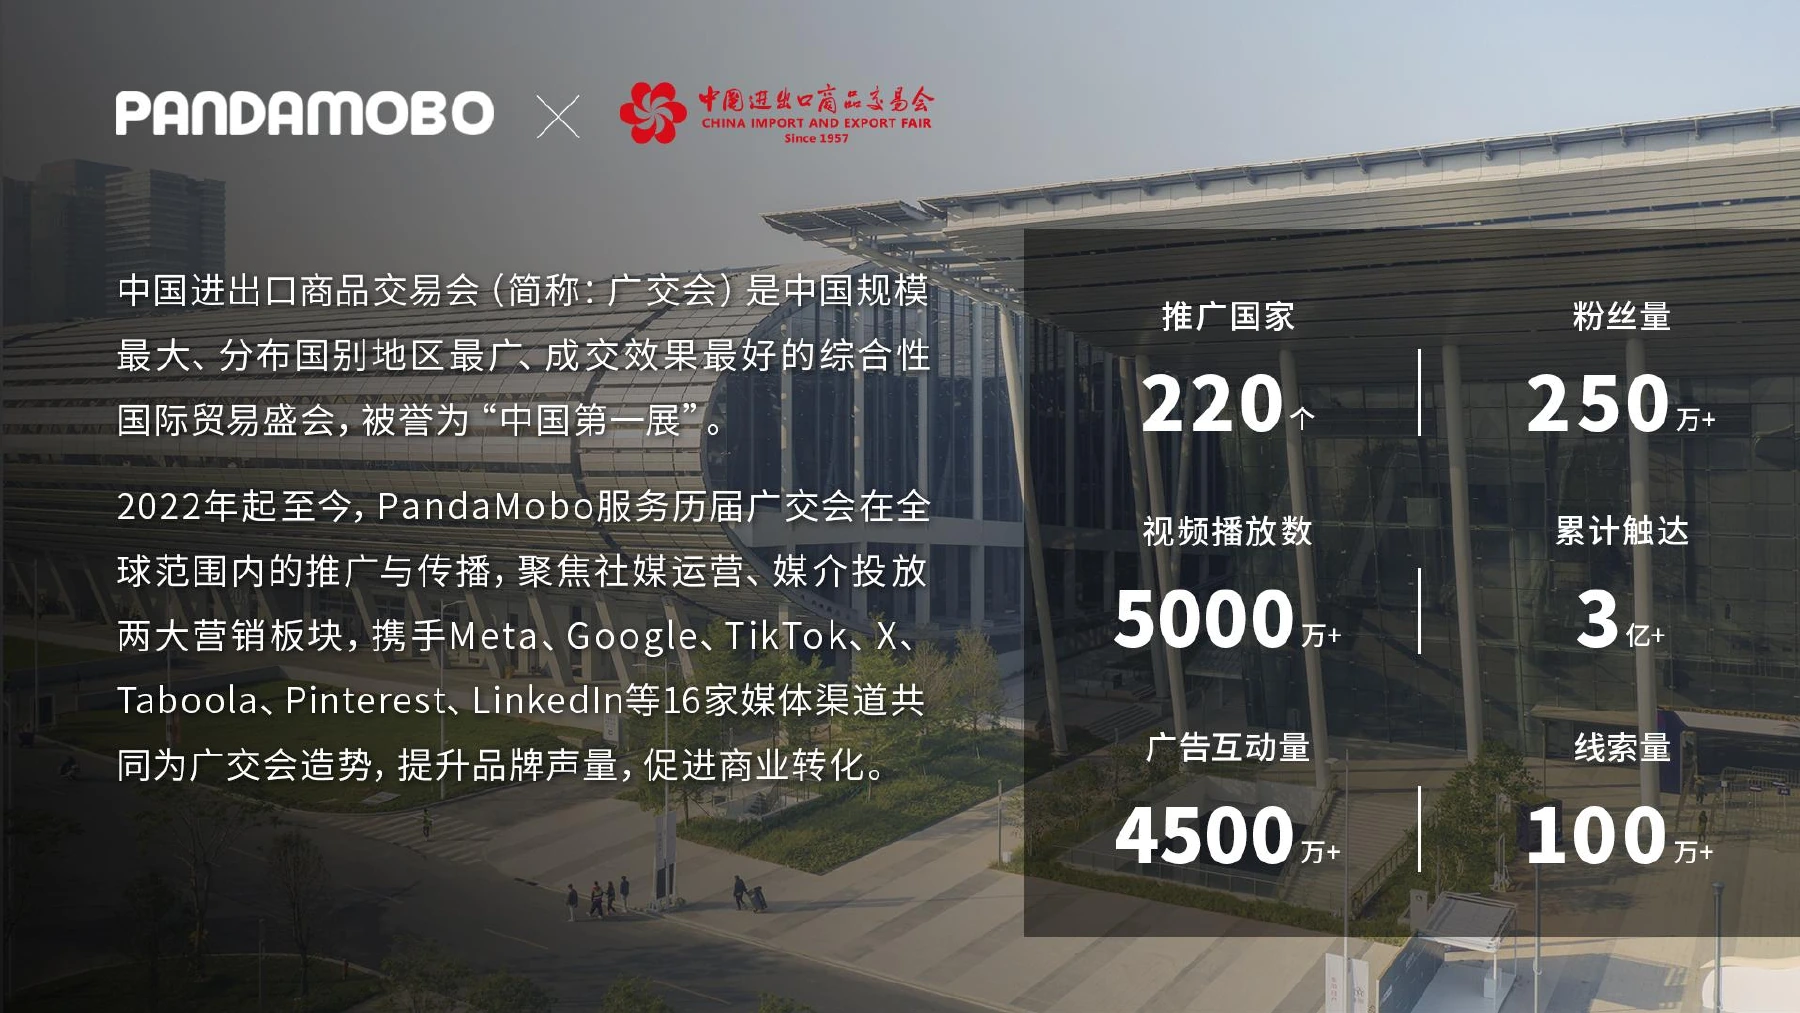 PANDAMOBO
中国进出口商品交易会
CHINA IMPORT AND EXPORT FAIR
Since 1957
中国进出口商品交易会（简称：广交会）是中国规模
最大、分布国别地区最广、成交效果最好的综合性
国际贸易盛会，被誉为“中国第一展”。
2022年起至今，PandaMobo服务历届广交会在全
球范围内的推广与传播，聚焦社媒运营、媒介投放
两大营销板块，携手Meta、Google、TikTok、X、
Taboola、Pinterest、LinkedIn等16家媒体渠道共
同为广交会造势，提升品牌声量，促进商业转化。
推广国家
220个
粉丝量
250万+
视频播放数
5000万+
累计触达
3亿+
广告互动量
4500万+
线索量
100万+